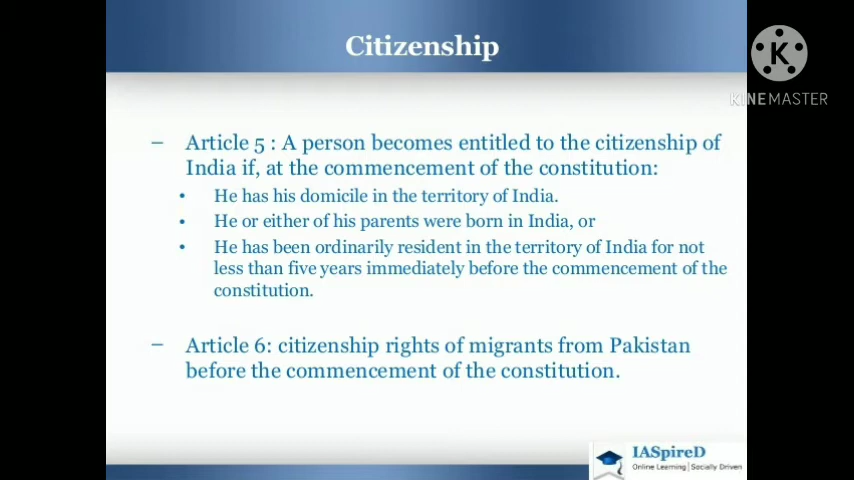 Citizenship
K
KINEMASTER
– Article 5 : A person becomes entitled to the citizenship of
India if, at the commencement of the constitution:
• He has his domicile in the territory of India.
• He or either of his parents were born in India, or
• He has been ordinarily resident in the territory of India for not
less than five years immediately before the commencement of the
constitution.
– Article 6: citizenship rights of migrants from Pakistan
before the commencement of the constitution.
IASpireD
Online Learning | Socially Driven